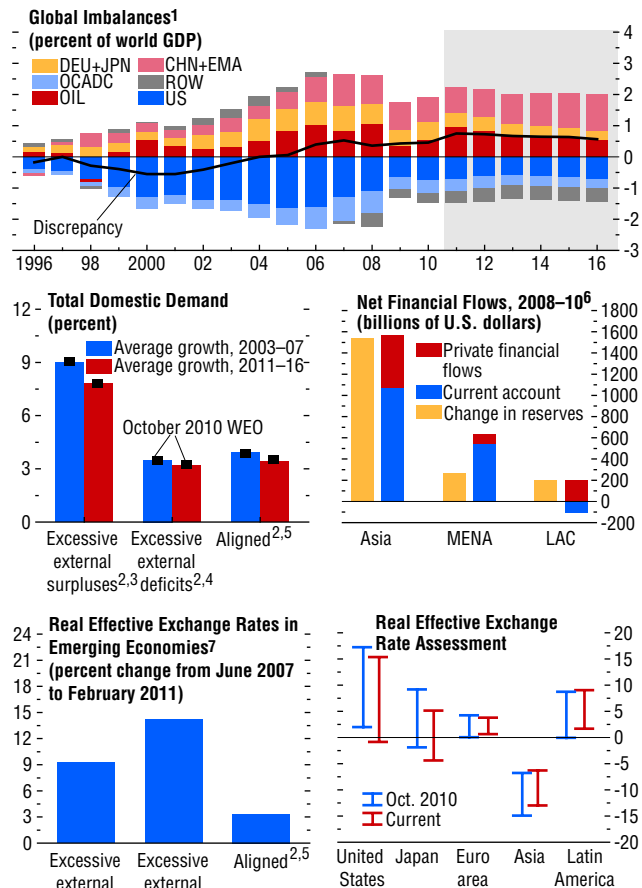 Global Imbalances1
(percent of world GDP)
DEU+JPN CHN+EMA
OCADC ROW
OIL US
4
3
2
1
0
-1
-2
-3
Discrepancy
1996 98 2000 02 04 06 08 10 12 14 16
Total Domestic Demand
(percent)
12
9
6
3
0
Average growth, 2003–07
Average growth, 2011–16
October 2010 WEO
Excessive external surpluses2,3
Excessive external deficits2,4
Aligned2,5
Net Financial Flows, 2008–106
(billions of U.S. dollars)
Private financial
flows
Current account
Change in reserves
1800
1600
1400
1200
1000
800
600
400
200
0
-200
Asia MENA LAC
Real Effective Exchange Rates in
Emerging Economies7
(percent change from June 2007
to February 2011)
24
21
18
15
12
9
6
3
0
Excessive external
Excessive external
Aligned2,5
Real Effective Exchange
Rate Assessment
20
15
10
5
0
-5
-10
-15
-20
Oct. 2010
Current
United States
Japan
Euro area
Asia
Latin America